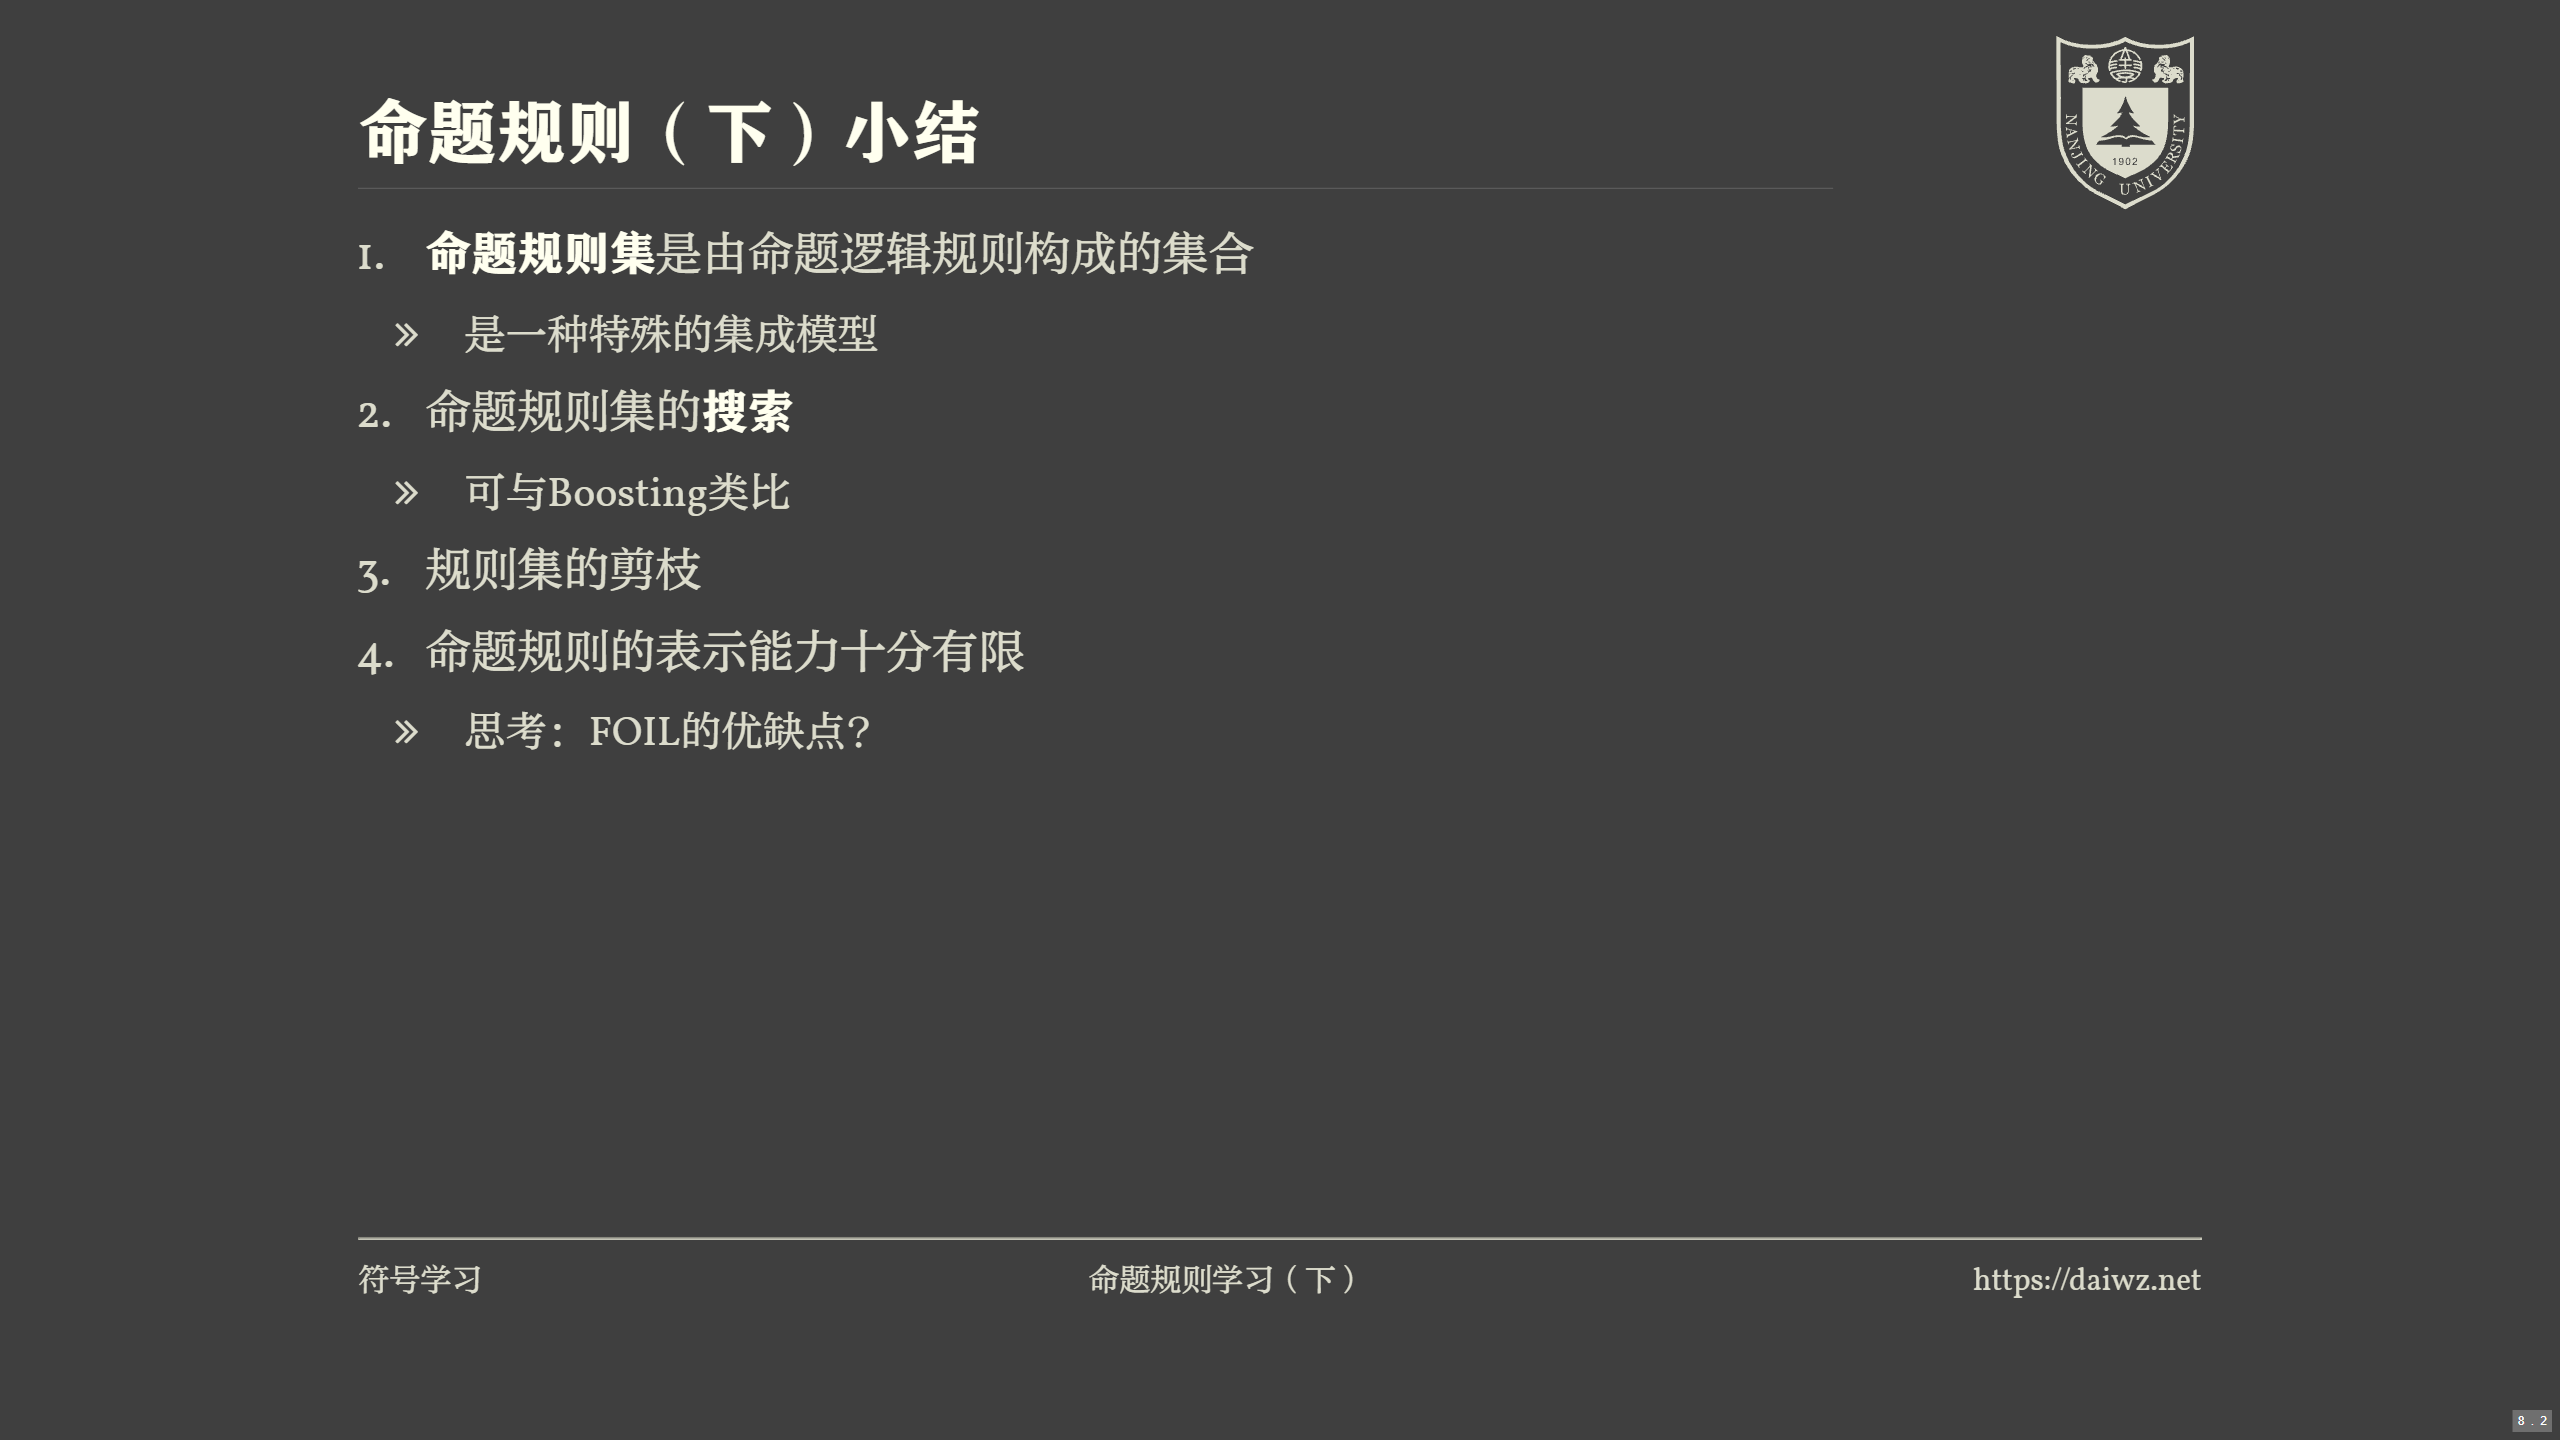 命题规则（下）小结
NANJING UNIVERSITY
1902
1. 命题规则集是由命题逻辑规则构成的集合
» 是一种特殊的集成模型
2. 命题规则集的搜索
» 可与Boosting类比
3. 规则集的剪枝
4. 命题规则的表示能力十分有限
» 思考：FOIL的优缺点？
符号学习
命题规则学习（下）
https://daiwz.net
8.2